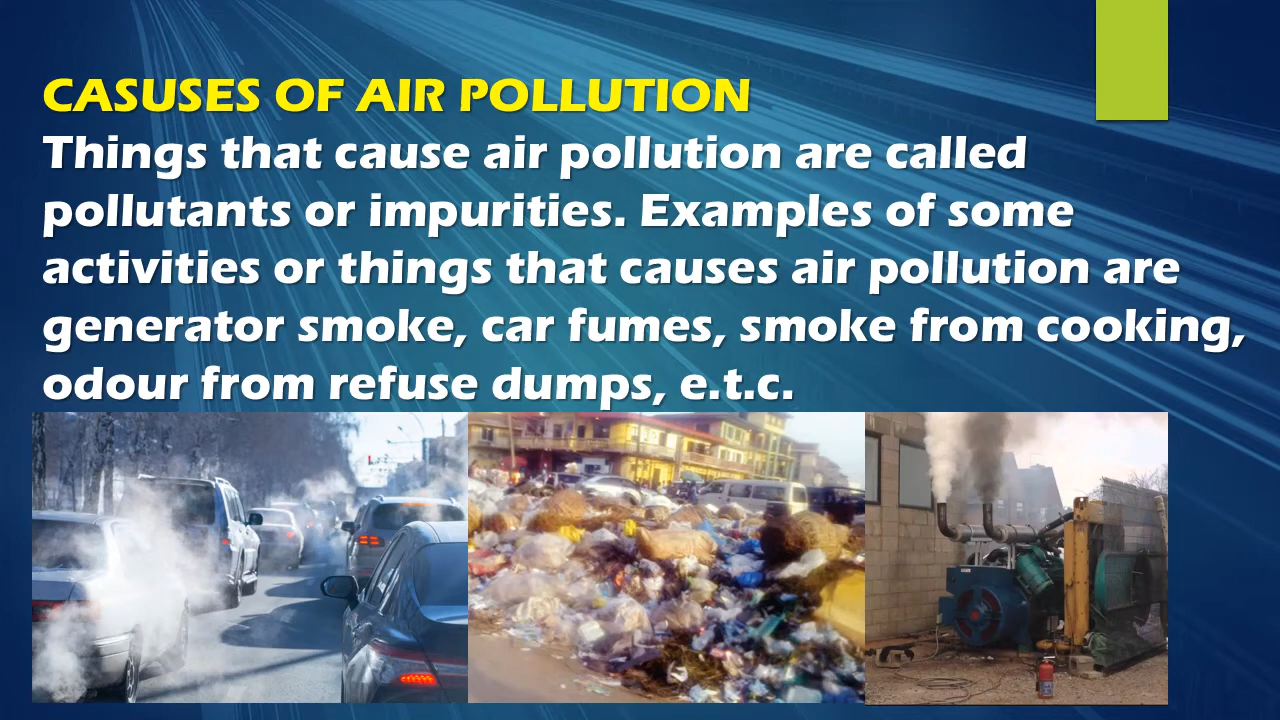 CASUSES OF AIR POLLUTION
Things that cause air pollution are called
pollutants or impurities. Examples of some
activities or things that causes air pollution are
generator smoke, car fumes, smoke from cooking,
odour from refuse dumps, e.t.c.